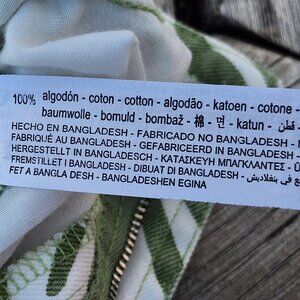 100% algodón - coton - cotton - algodão - katoen - cotone -
baumwolle - bomuld - bombaž - 棉 - 면 - katun - قطن
HECHO EN BANGLADESH - FABRICADO NO BANGLADESH -
FABRIQUÉ AU BANGLADESH - GEFABRICEERD IN BANGLADESH -
HERGESTELLT IN BANGLADESCH - ΚΑΤΑΣΚΕΥΗ ΜΠΑΓΚΛΑΝΤΕΣ -
FREMSTILLET I BANGLADESH - DIBUAT DI BANGLADESH -
FET A BANGLA DESH - BANGLADESHEN EGINA